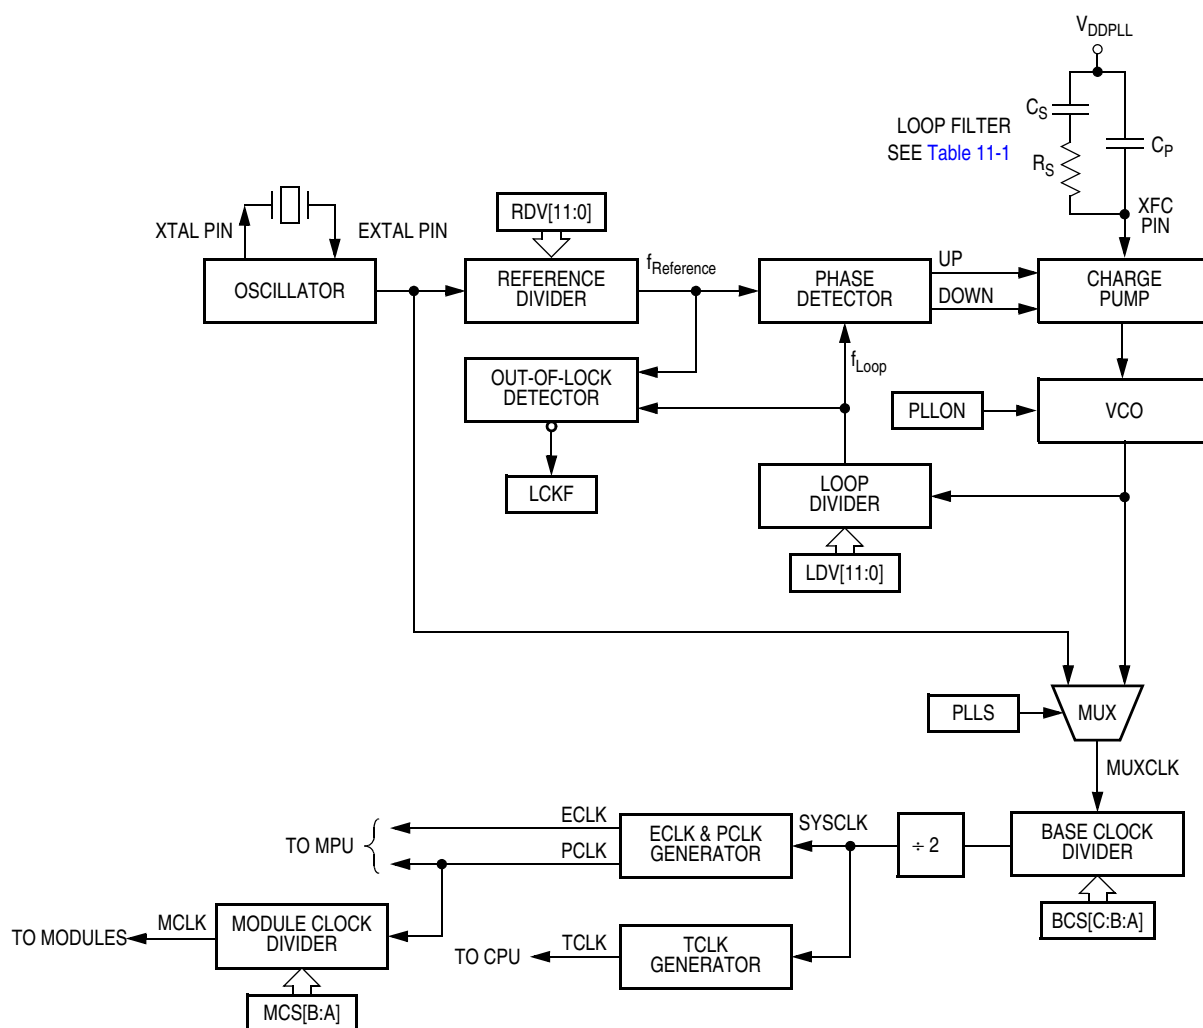 VDDPLL
CS
LOOP FILTER
SEE Table 11-1
CP
RS
XFC
PIN
RDV[11:0]
XTAL PIN
EXTAL PIN
OSCILLATOR
REFERENCE
DIVIDER
fReference
PHASE
DETECTOR
UP
DOWN
CHARGE
PUMP
OUT-OF-LOCK
DETECTOR
fLoop
PLLON
VCO
LCKF
LOOP
DIVIDER
LDV[11:0]
PLLS
MUX
MUXCLK
TO MPU
ECLK
PCLK
ECLK & PCLK
GENERATOR
SYSCLK
÷ 2
BASE CLOCK
DIVIDER
BCS[C:B:A]
TO MODULES
MCLK
MODULE CLOCK
DIVIDER
TO CPU
TCLK
TCLK
GENERATOR
MCS[B:A]